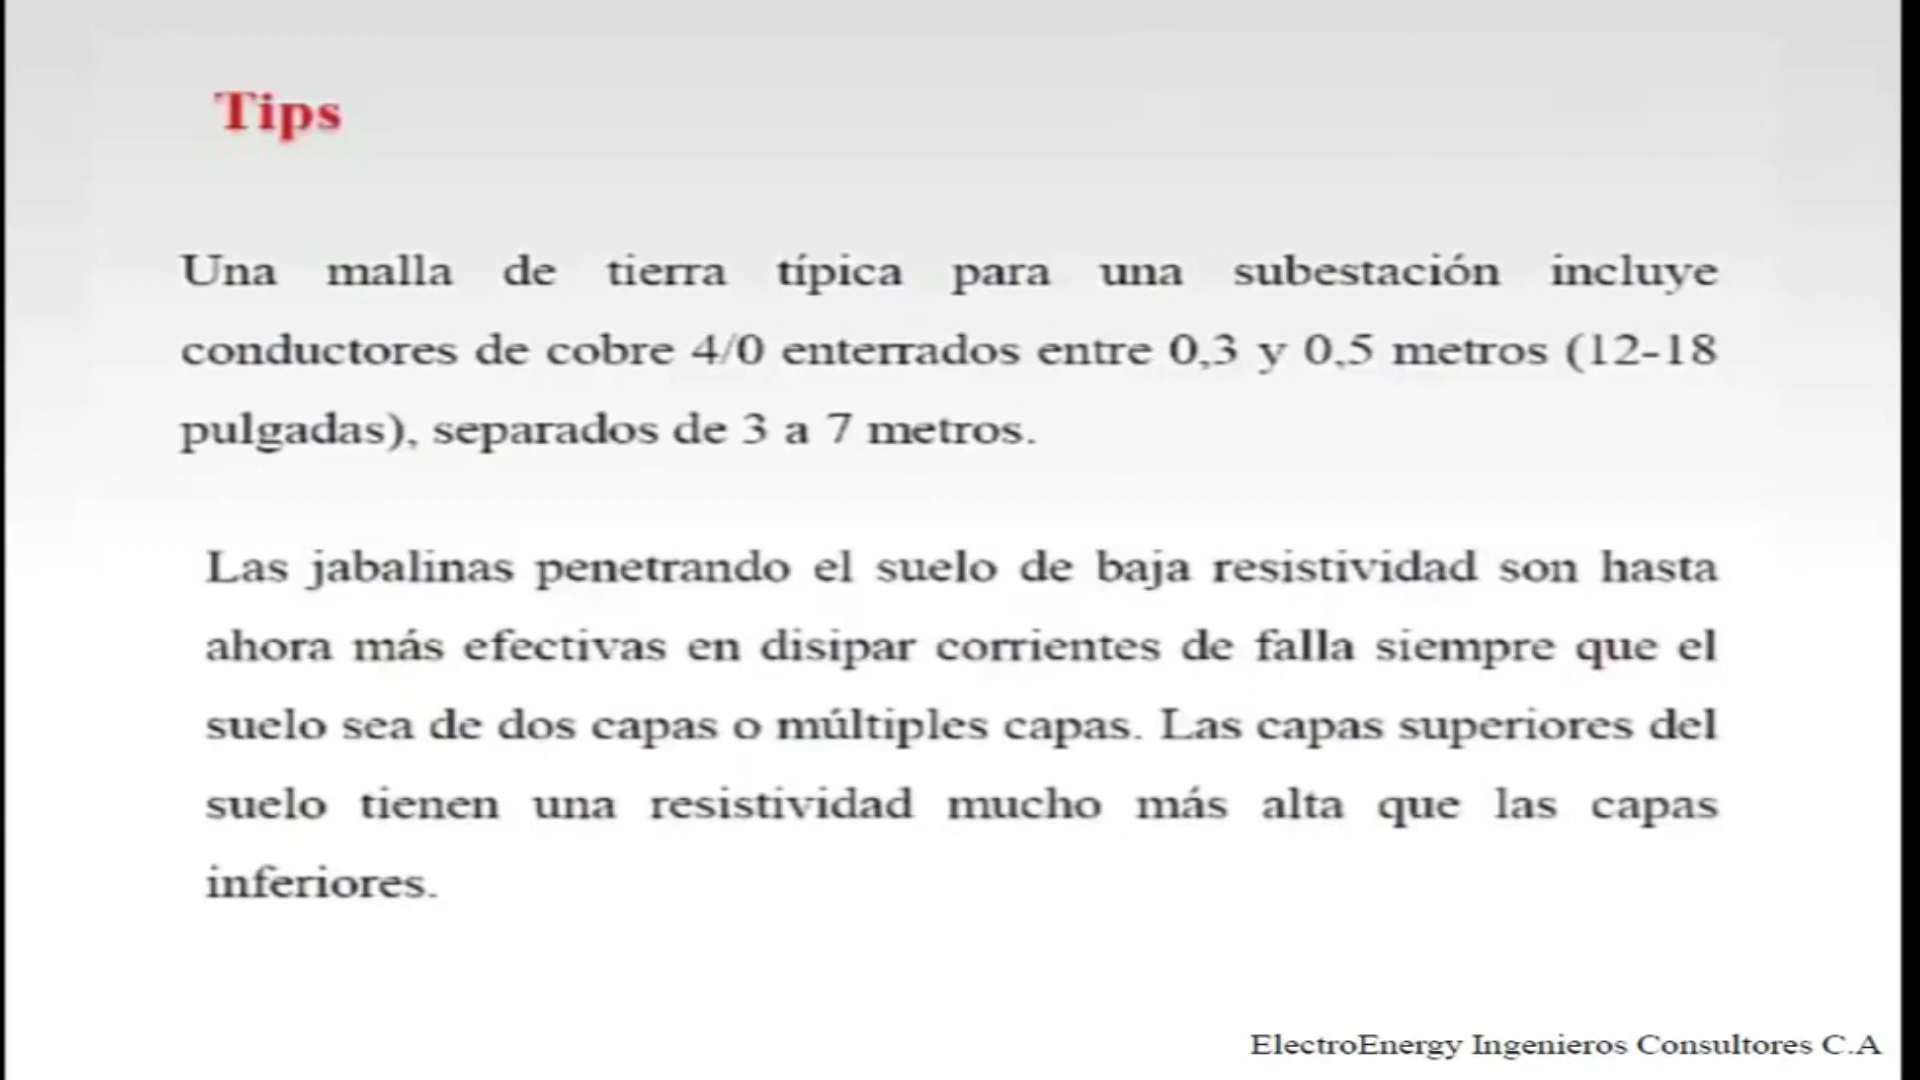 Tips
Una malla de tierra típica para una subestación incluye
conductores de cobre 4/0 enterrados entre 0,3 y 0,5 metros (12-18
pulgadas), separados de 3 a 7 metros.
Las jabalinas penetrando el suelo de baja resistividad son hasta
ahora más efectivas en disipar corrientes de falla siempre que el
suelo sea de dos capas o múltiples capas. Las capas superiores del
suelo tienen una resistividad mucho más alta que las capas
inferiores.
ElectroEnergy Ingenieros Consultores C.A